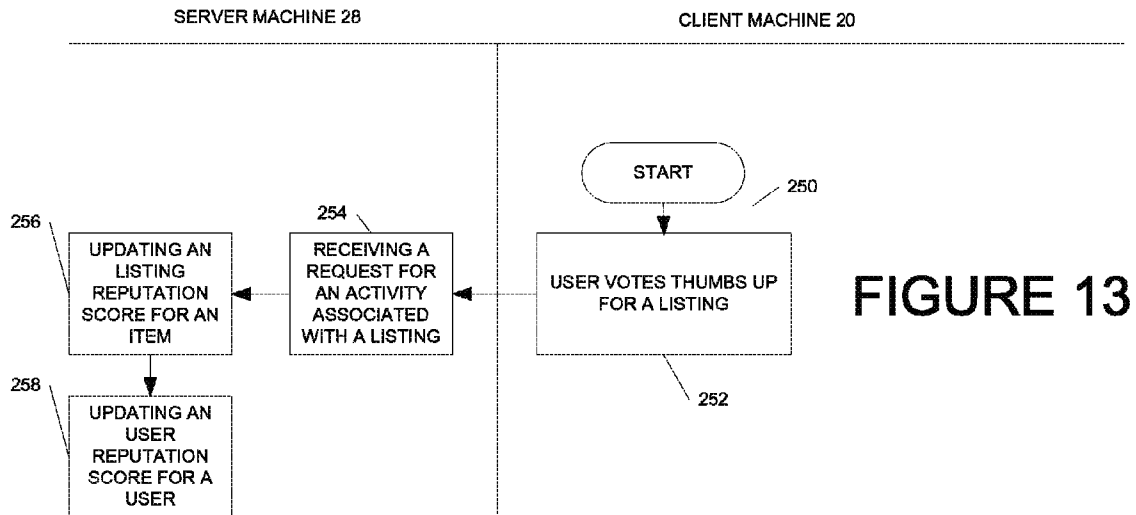 SERVER MACHINE 28
CLIENT MACHINE 20
START
250
256
254
UPDATING AN
LISTING
REPUTATION
SCORE FOR AN
ITEM
RECEIVING A
REQUEST FOR
AN ACTIVITY
ASSOCIATED
WITH A LISTING
USER VOTES THUMBS UP
FOR A LISTING
FIGURE 13
258
252
UPDATING AN
USER
REPUTATION
SCORE FOR A
USER